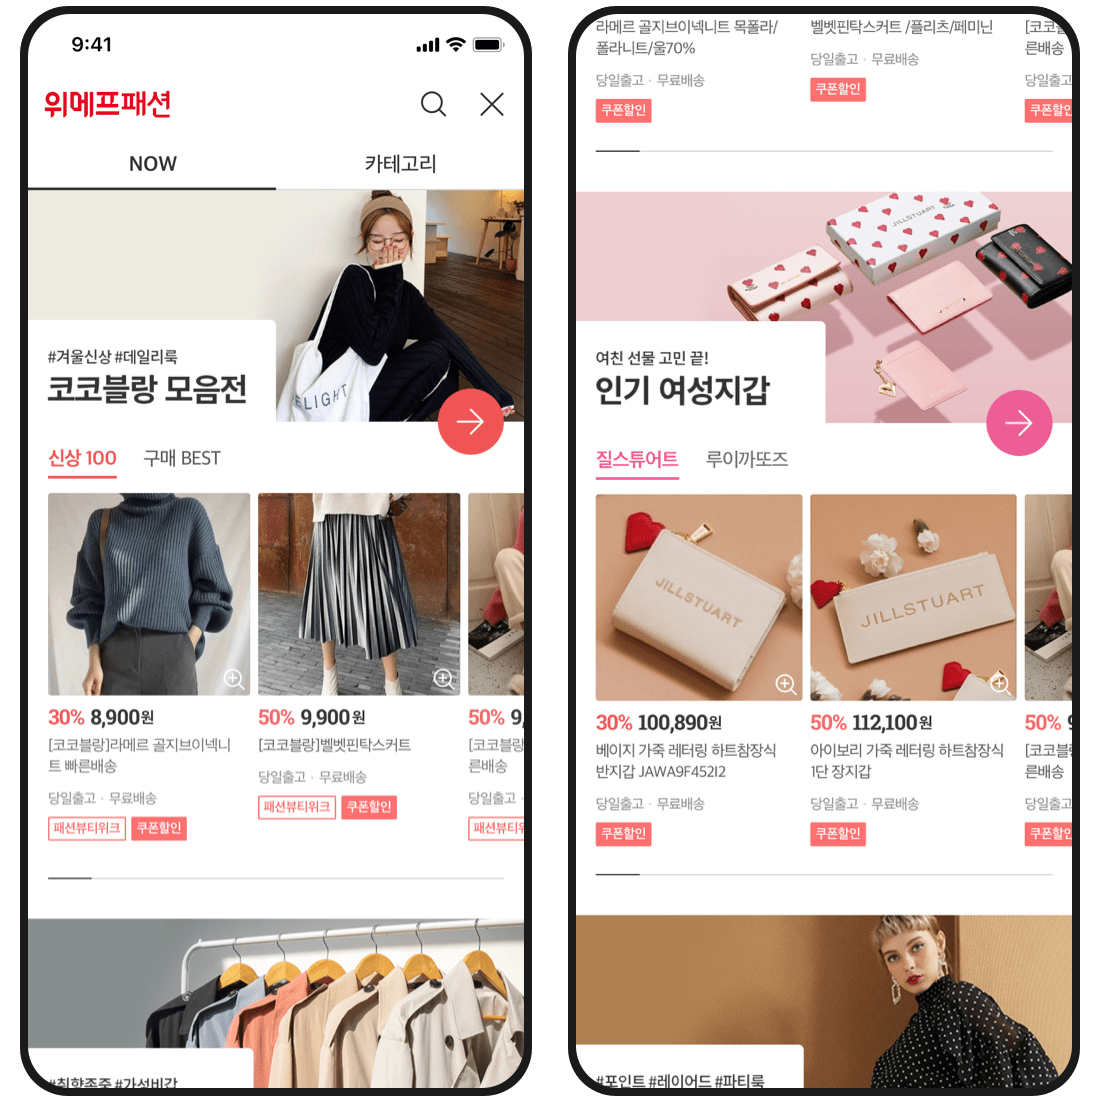 9:41
위메프패션
NOW
카테고리
LIGHT
#겨울신상 #데일리룩
코코블랑 모음전
신상 100
구매 BEST
30% 8,900원
[코코블랑]라메르 골지브이넥니
트 빠른배송
당일출고 · 무료배송
패션뷰티위크 쿠폰할인
50% 9,900원
[코코블랑]벨벳핀탁스커트
당일출고 · 무료배송
패션뷰티위크 쿠폰할인
50% 9,
[코코블랑
른배송
당일출고 ·
패션뷰티위
#취향존중 #가성비갑
라메르 골지브이넥니트 목폴라/
폴라니트/울70%
당일출고 · 무료배송
쿠폰할인
벨벳핀탁스커트 /플리츠/페미닌
당일출고 · 무료배송
쿠폰할인
[코코블
른배송
당일출고
쿠폰할인
JILLSTUART
여친 선물 고민 끝!
인기 여성지갑
질스튜어트
루이까또즈
JILLSTUART
30% 100,890원
베이지 가죽 레터링 하트참장식
반지갑 JAWA9F452I2
당일출고 · 무료배송
쿠폰할인
JILLSTUART
50% 112,100원
아이보리 가죽 레터링 하트참장식
1단 장지갑
당일출고 · 무료배송
쿠폰할인
50% 9
[코코블
른배송
당일출고
쿠폰할인
#포인트 #레이어드 #파티룩